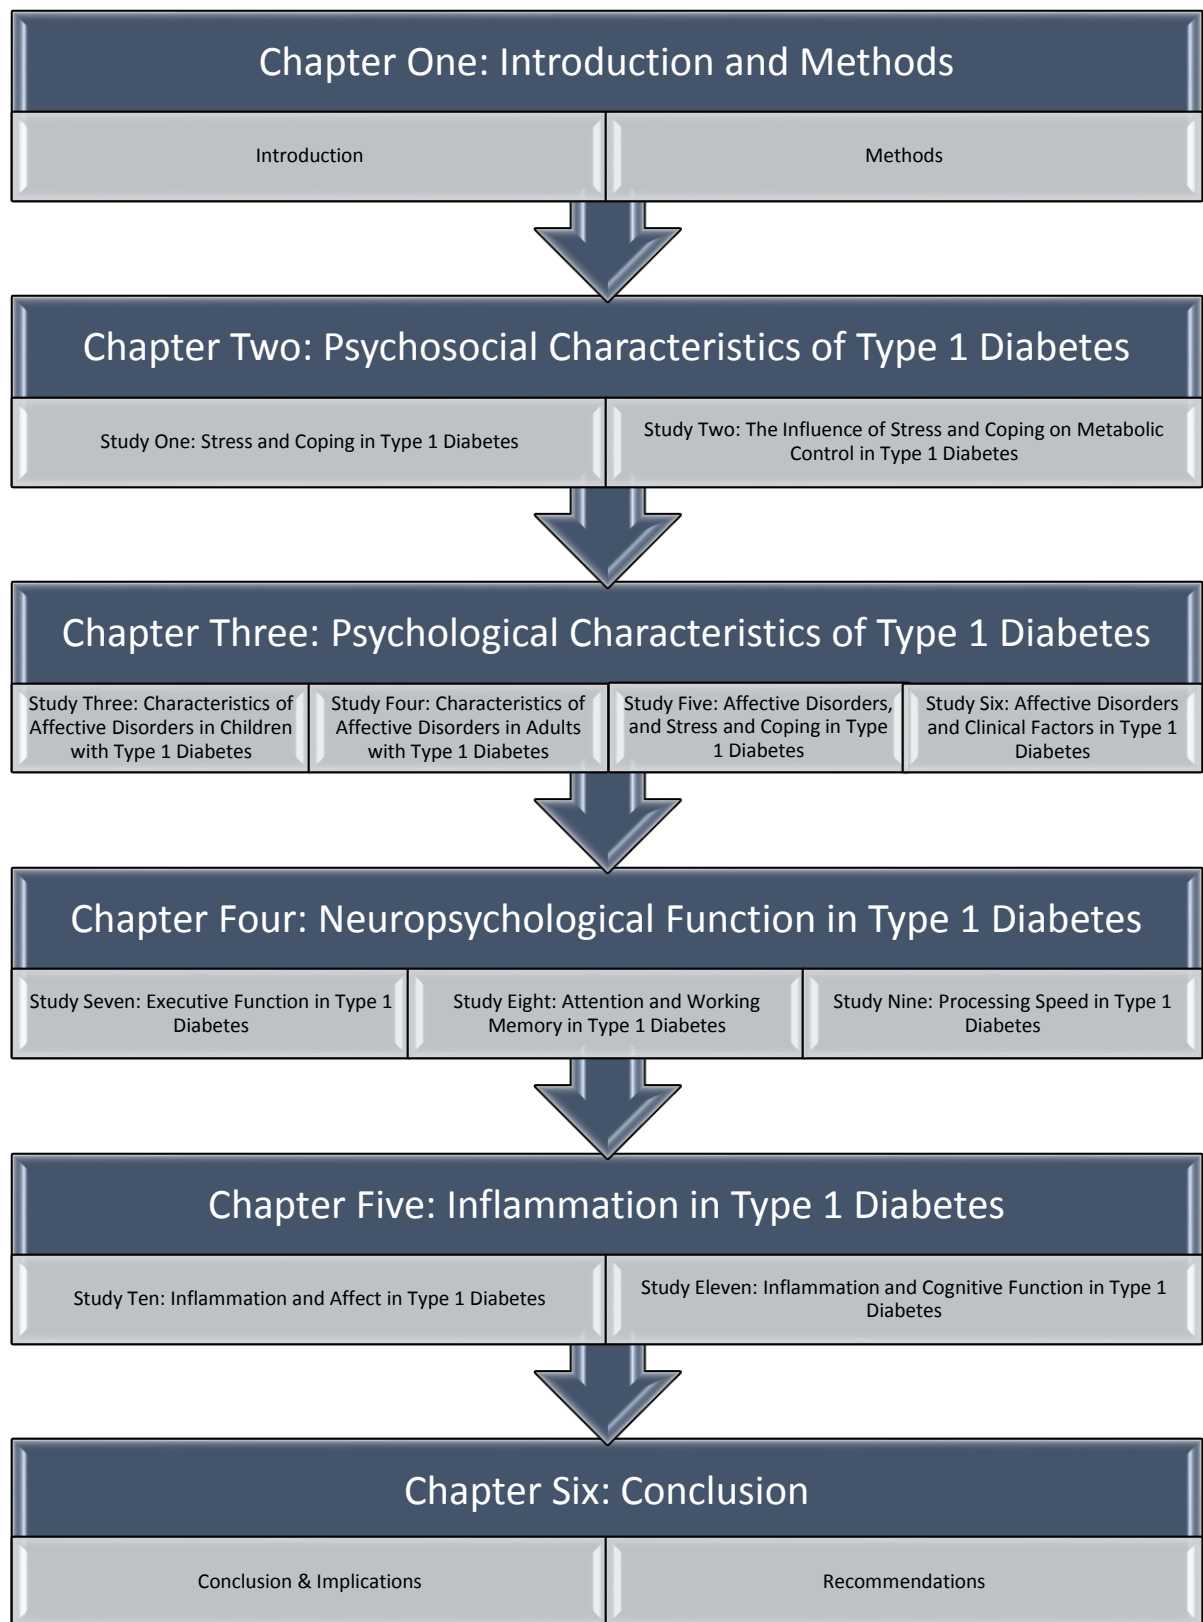 Chapter One: Introduction and Methods
Introduction
Methods
Chapter Two: Psychosocial Characteristics of Type 1 Diabetes
Study One: Stress and Coping in Type 1 Diabetes
Study Two: The Influence of Stress and Coping on Metabolic
Control in Type 1 Diabetes
Chapter Three: Psychological Characteristics of Type 1 Diabetes
Study Three: Characteristics of
Affective Disorders in Children
with Type 1 Diabetes
Study Four: Characteristics of
Affective Disorders in Adults
with Type 1 Diabetes
Study Five: Affective Disorders,
and Stress and Coping in Type
1 Diabetes
Study Six: Affective Disorders
and Clinical Factors in Type 1
Diabetes
Chapter Four: Neuropsychological Function in Type 1 Diabetes
Study Seven: Executive Function in Type 1
Diabetes
Study Eight: Attention and Working
Memory in Type 1 Diabetes
Study Nine: Processing Speed in Type 1
Diabetes
Chapter Five: Inflammation in Type 1 Diabetes
Study Ten: Inflammation and Affect in Type 1 Diabetes
Study Eleven: Inflammation and Cognitive Function in Type 1
Diabetes
Chapter Six: Conclusion
Conclusion & Implications
Recommendations